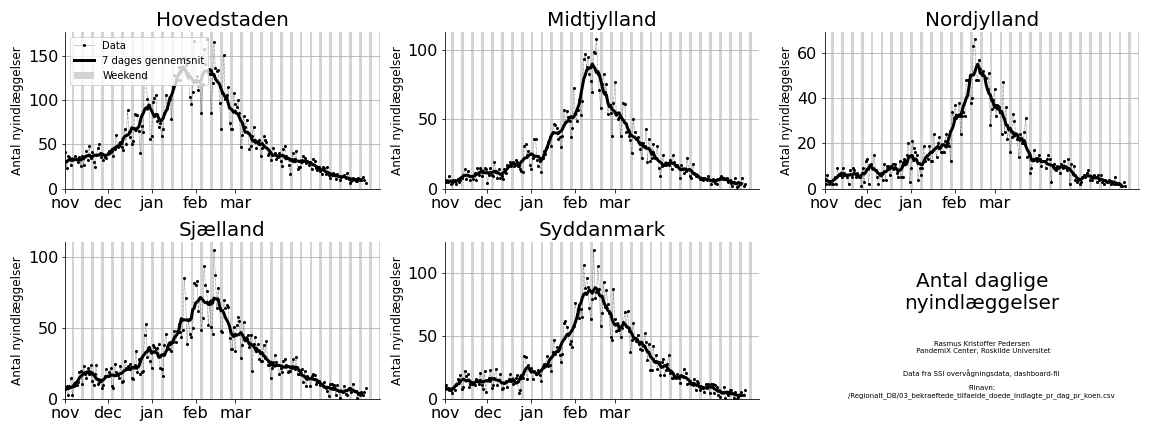 Hovedstaden
Antal nyindlæggelser
150
100
50
0
Data
7 dages gennemsnit
Weekend
nov dec jan feb mar
Midtjylland
Antal nyindlæggelser
100
50
0
nov dec jan feb mar
Nordjylland
Antal nyindlæggelser
60
40
20
0
nov dec jan feb mar
Sjælland
Antal nyindlæggelser
100
50
0
nov dec jan feb mar
Syddanmark
Antal nyindlæggelser
100
50
0
nov dec jan feb mar
Antal daglige
nyindlæggelser
Rasmus Kristoffer Pedersen
PandemiX Center, Roskilde Universitet
Data fra SSI overvågningsdata, dashboard-fil
Filnavn:
/Regionalt_DB/03_bekraeftede_tilfaelde_doede_indlagte_pr_dag_pr_koen.csv